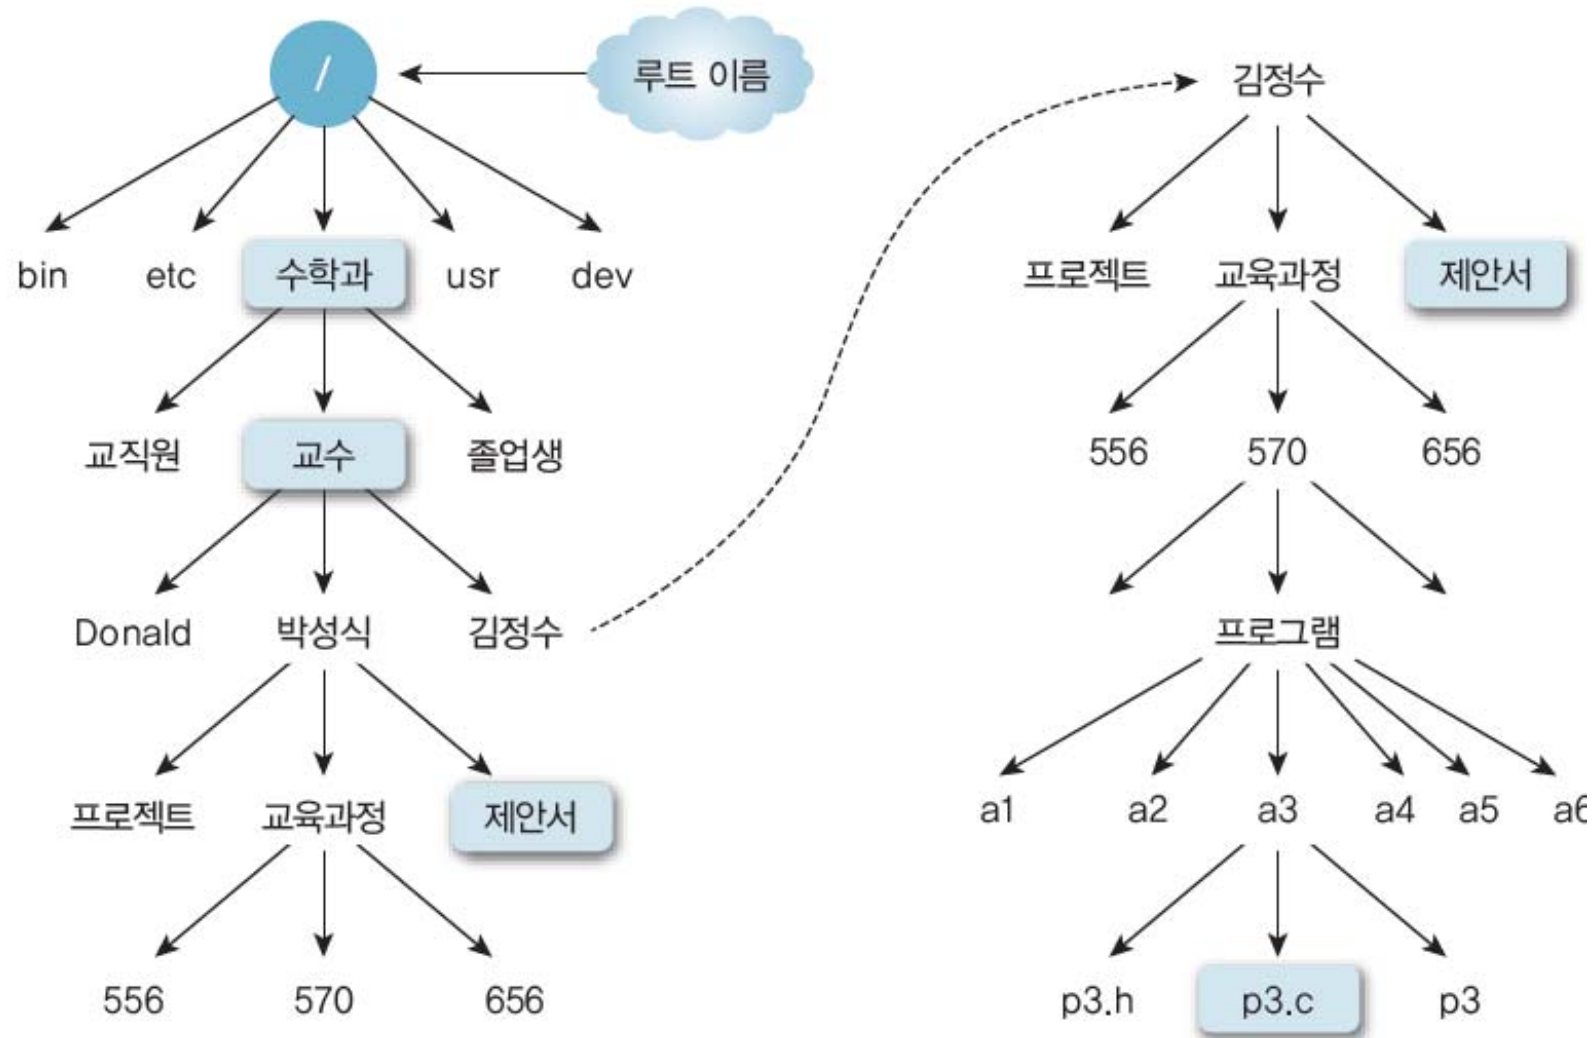 /
루트 이름
bin etc 수학과 usr dev
교직원 교수 졸업생
Donald 박성식 김정수
프로젝트 교육과정 제안서
556 570 656
김정수
프로젝트 교육과정 제안서
556 570 656
프로그램
a1 a2 a3 a4 a5 a6
p3.h p3.c p3